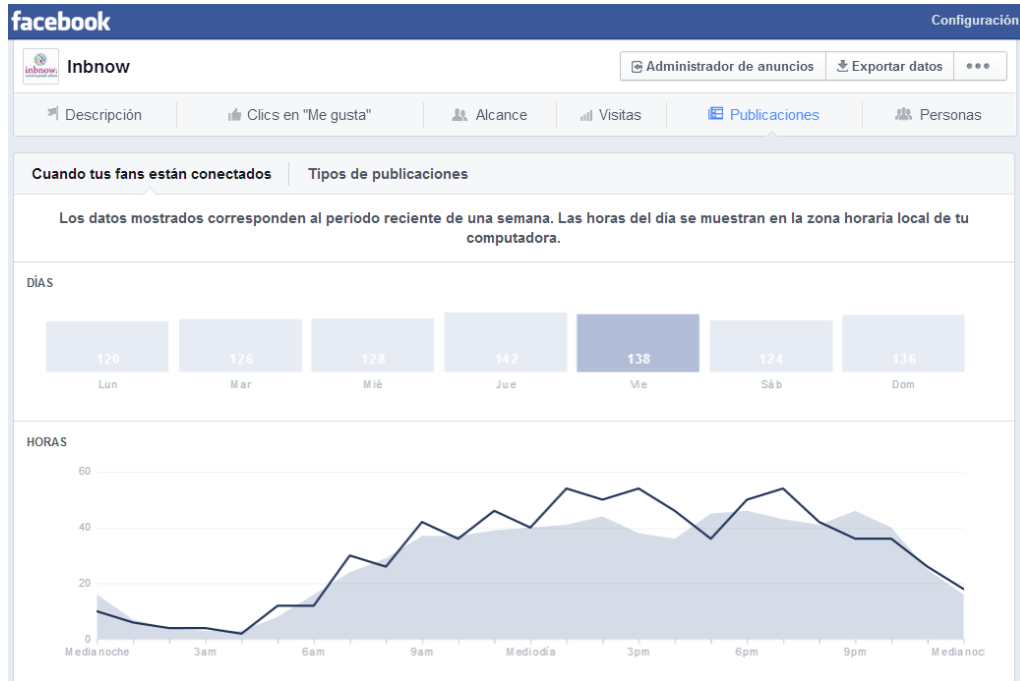 facebook
Configuración
Inbnow
Administrador de anuncios
Exportar datos
Descripción
Clics en "Me gusta"
Alcance
Visitas
Publicaciones
Personas
Cuando tus fans están conectados
Tipos de publicaciones
Los datos mostrados corresponden al período reciente de una semana. Las horas del día se muestran en la zona horaria local de tu
computadora.
DÍAS
120 126 128 142 138 124 136
Lun Mar Mié Jue Vie Sáb Dom
HORAS
60
40
20
0
Medianoche 3am 6am 9am Mediodía 3pm 6pm 9pm Medianoc